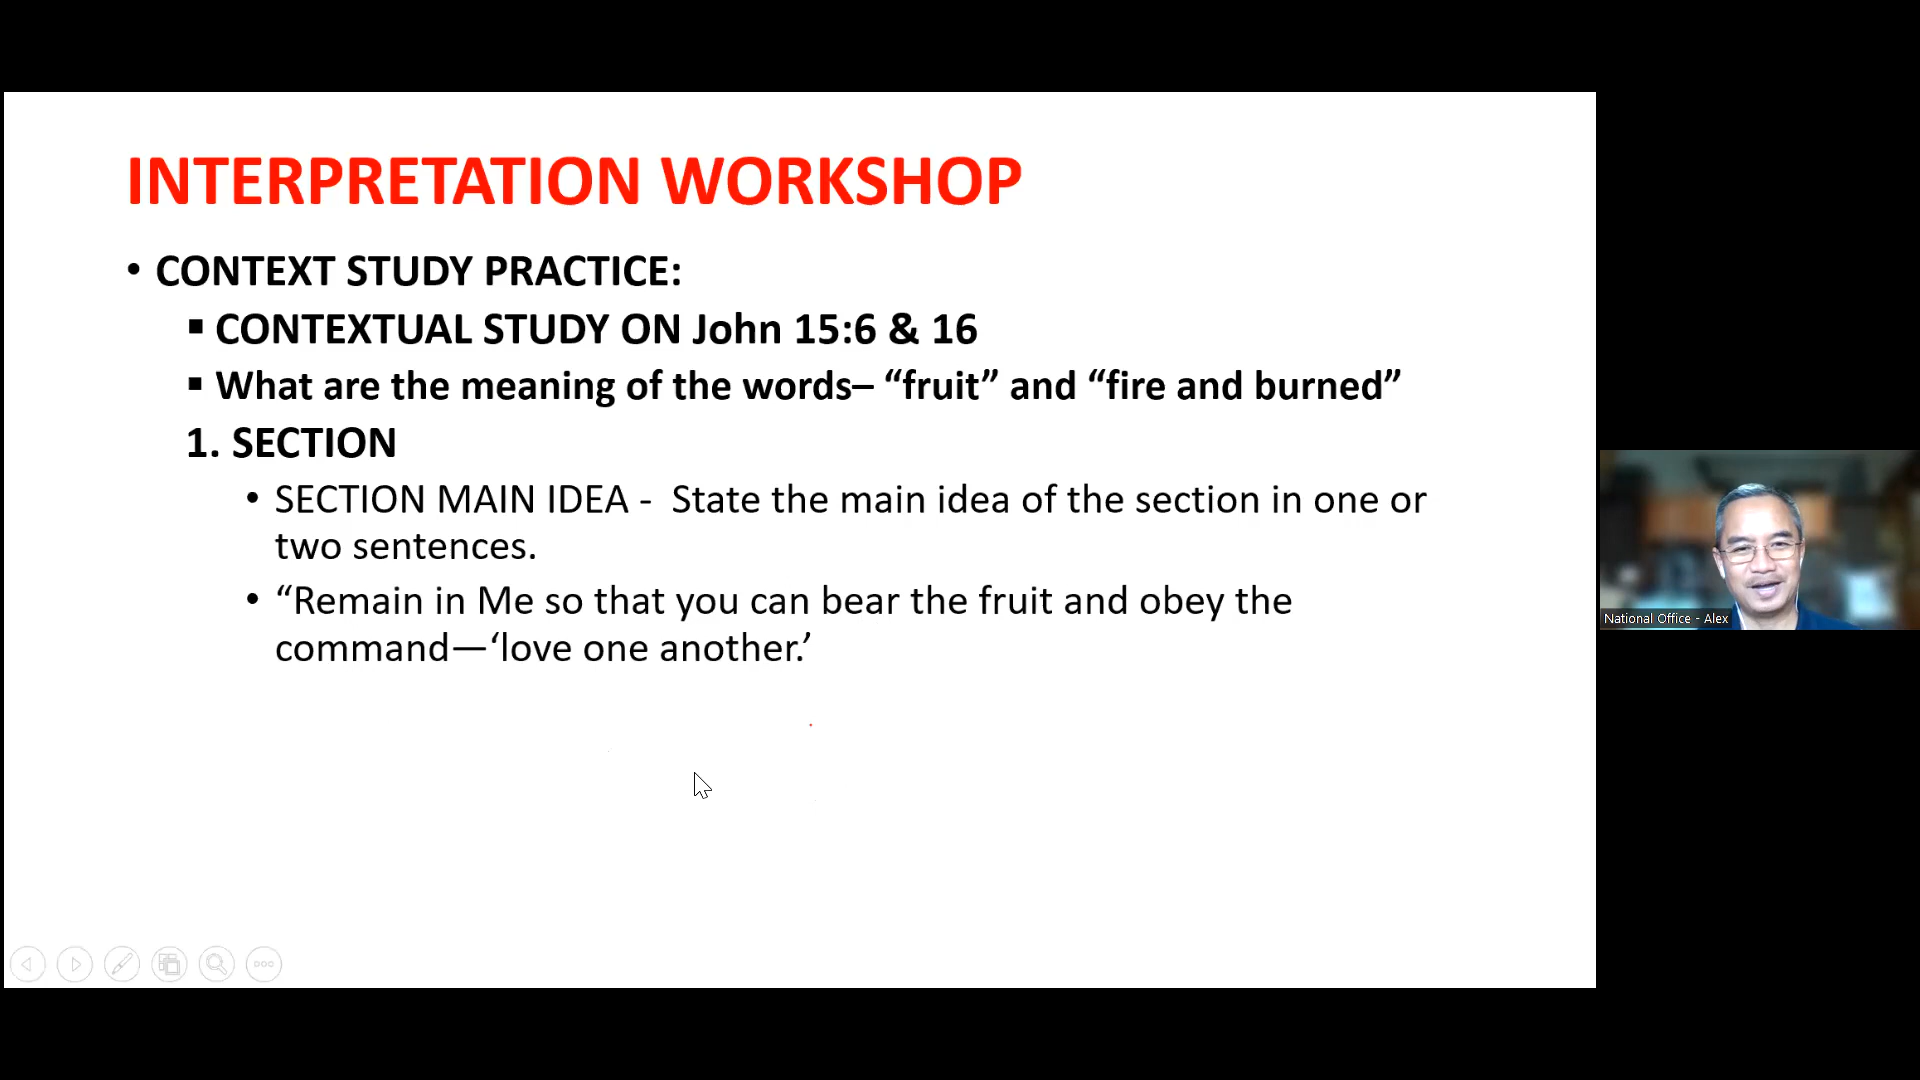 INTERPRETATION WORKSHOP
• CONTEXT STUDY PRACTICE:
▪ CONTEXTUAL STUDY ON John 15:6 & 16
▪ What are the meaning of the words– “fruit” and “fire and burned”
1. SECTION
• SECTION MAIN IDEA - State the main idea of the section in one or
two sentences.
• “Remain in Me so that you can bear the fruit and obey the
command—‘love one another.’
National Office - Alex